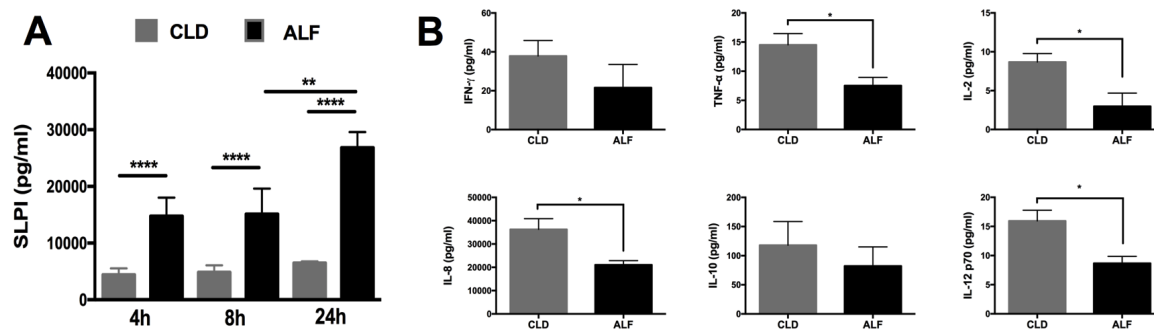 A
CLD ALF
SLPI (pg/ml)
40000
30000
20000
10000
0
****
****
**
****
4h 8h 24h
B
IFN-γ (pg/ml)
60
40
20
0
CLD ALF
TNF-α (pg/ml)
20
15
10
5
0
*
CLD ALF
IL-2 (pg/ml)
15
10
5
0
*
CLD ALF
IL-8 (pg/ml)
50000
40000
30000
20000
10000
0
*
CLD ALF
IL-10 (pg/ml)
200
150
100
50
0
CLD ALF
IL-12 p70 (pg/ml)
20
15
10
5
0
*
CLD ALF